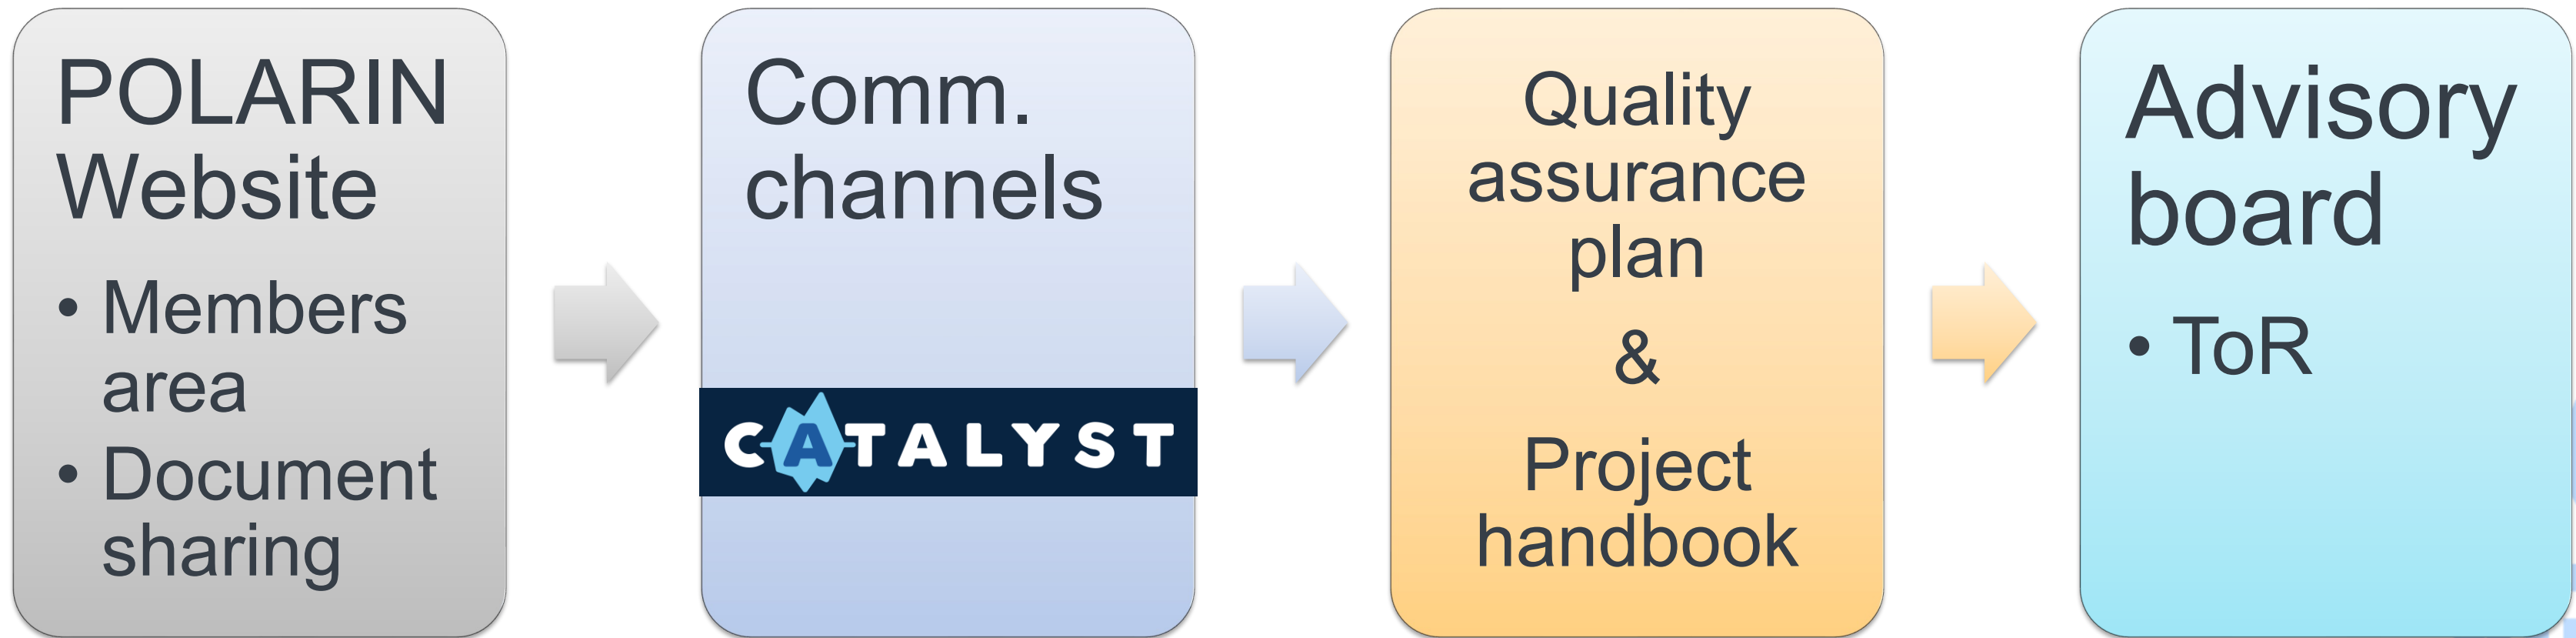 POLARIN
Website
• Members
area
• Document
sharing
Comm.
channels
CATALYST
Quality
assurance
plan
&
Project
handbook
Advisory
board
• ToR